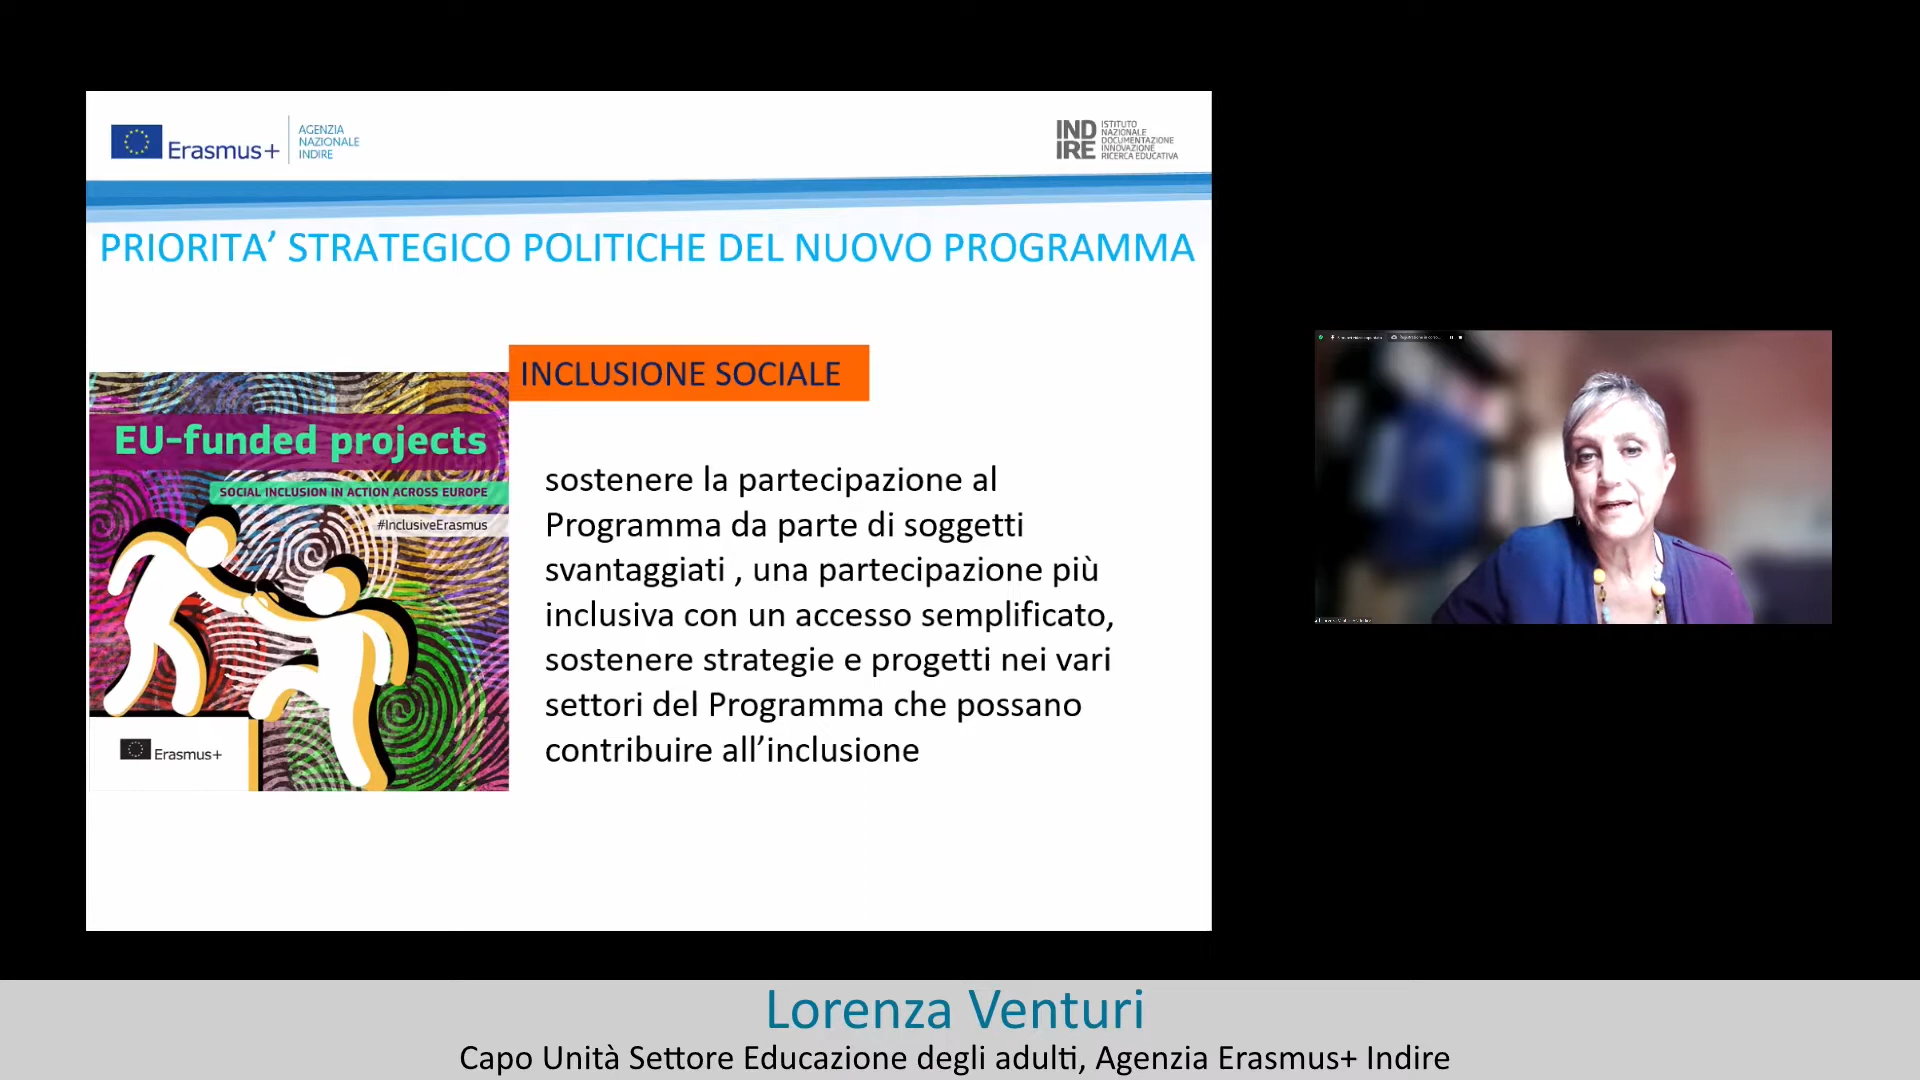 Erasmus+
AGENZIA
NAZIONALE
INDIRE
IND
IRE
ISTITUTO
NAZIONALE
DOCUMENTAZIONE
INNOVAZIONE
RICERCA EDUCATIVA
PRIORITA’ STRATEGICO POLITICHE DEL NUOVO PROGRAMMA
INCLUSIONE SOCIALE
EU-funded projects
SOCIAL INCLUSION IN ACTION ACROSS EUROPE
#InclusiveErasmus
Erasmus+
sostenere la partecipazione al
Programma da parte di soggetti
svantaggiati , una partecipazione più
inclusiva con un accesso semplificato,
sostenere strategie e progetti nei vari
settori del Programma che possano
contribuire all’inclusione
Lorenza Venturi
Capo Unità Settore Educazione degli adulti, Agenzia Erasmus+ Indire